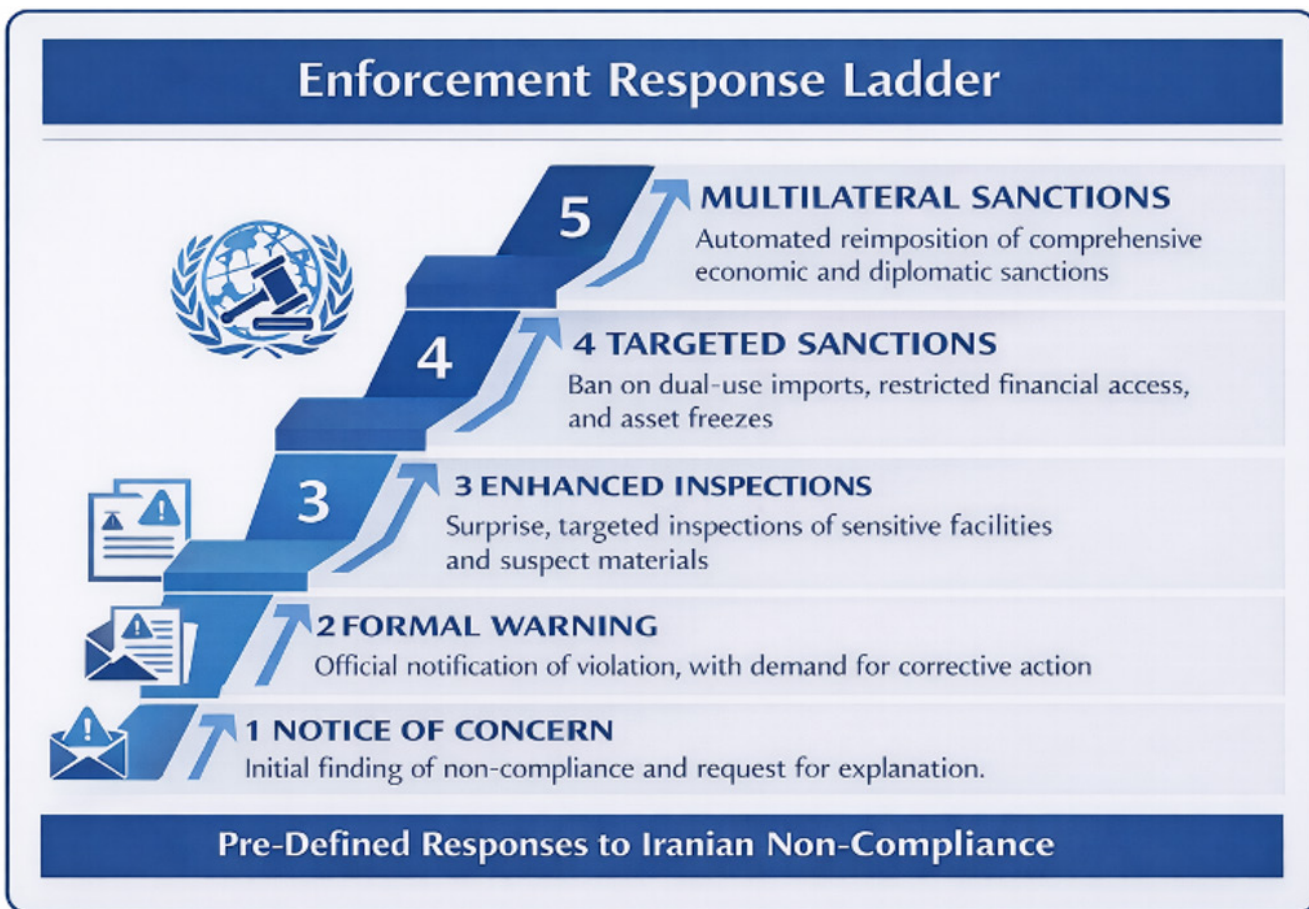 Enforcement Response Ladder
5
MULTILATERAL SANCTIONS
Automated reimposition of comprehensive
economic and diplomatic sanctions
4
4 TARGETED SANCTIONS
Ban on dual-use imports, restricted financial access,
and asset freezes
3
3 ENHANCED INSPECTIONS
Surprise, targeted inspections of sensitive facilities
and suspect materials
2 FORMAL WARNING
Official notification of violation, with demand for corrective action
1 NOTICE OF CONCERN
Initial finding of non-compliance and request for explanation.
Pre-Defined Responses to Iranian Non-Compliance